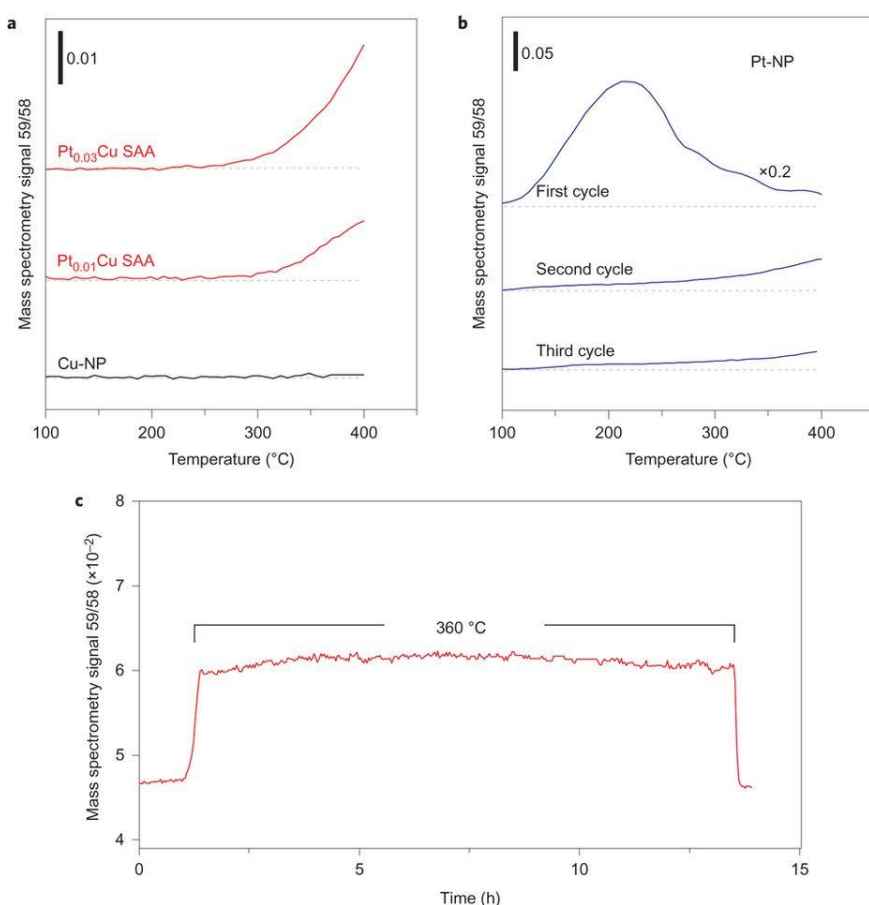 a
0.01
Mass spectrometry signal 59/58
Pt0.03Cu SAA
Pt0.01Cu SAA
Cu-NP
100 200 300 400
Temperature (°C)
b
0.05
Pt-NP
Mass spectrometry signal 59/58
×0.2
First cycle
Second cycle
Third cycle
100 200 300 400
Temperature (°C)
c
Mass spectrometry signal 59/58 (×10⁻²)
8
7
360 °C
6
5
4
0 5 10 15
Time (h)